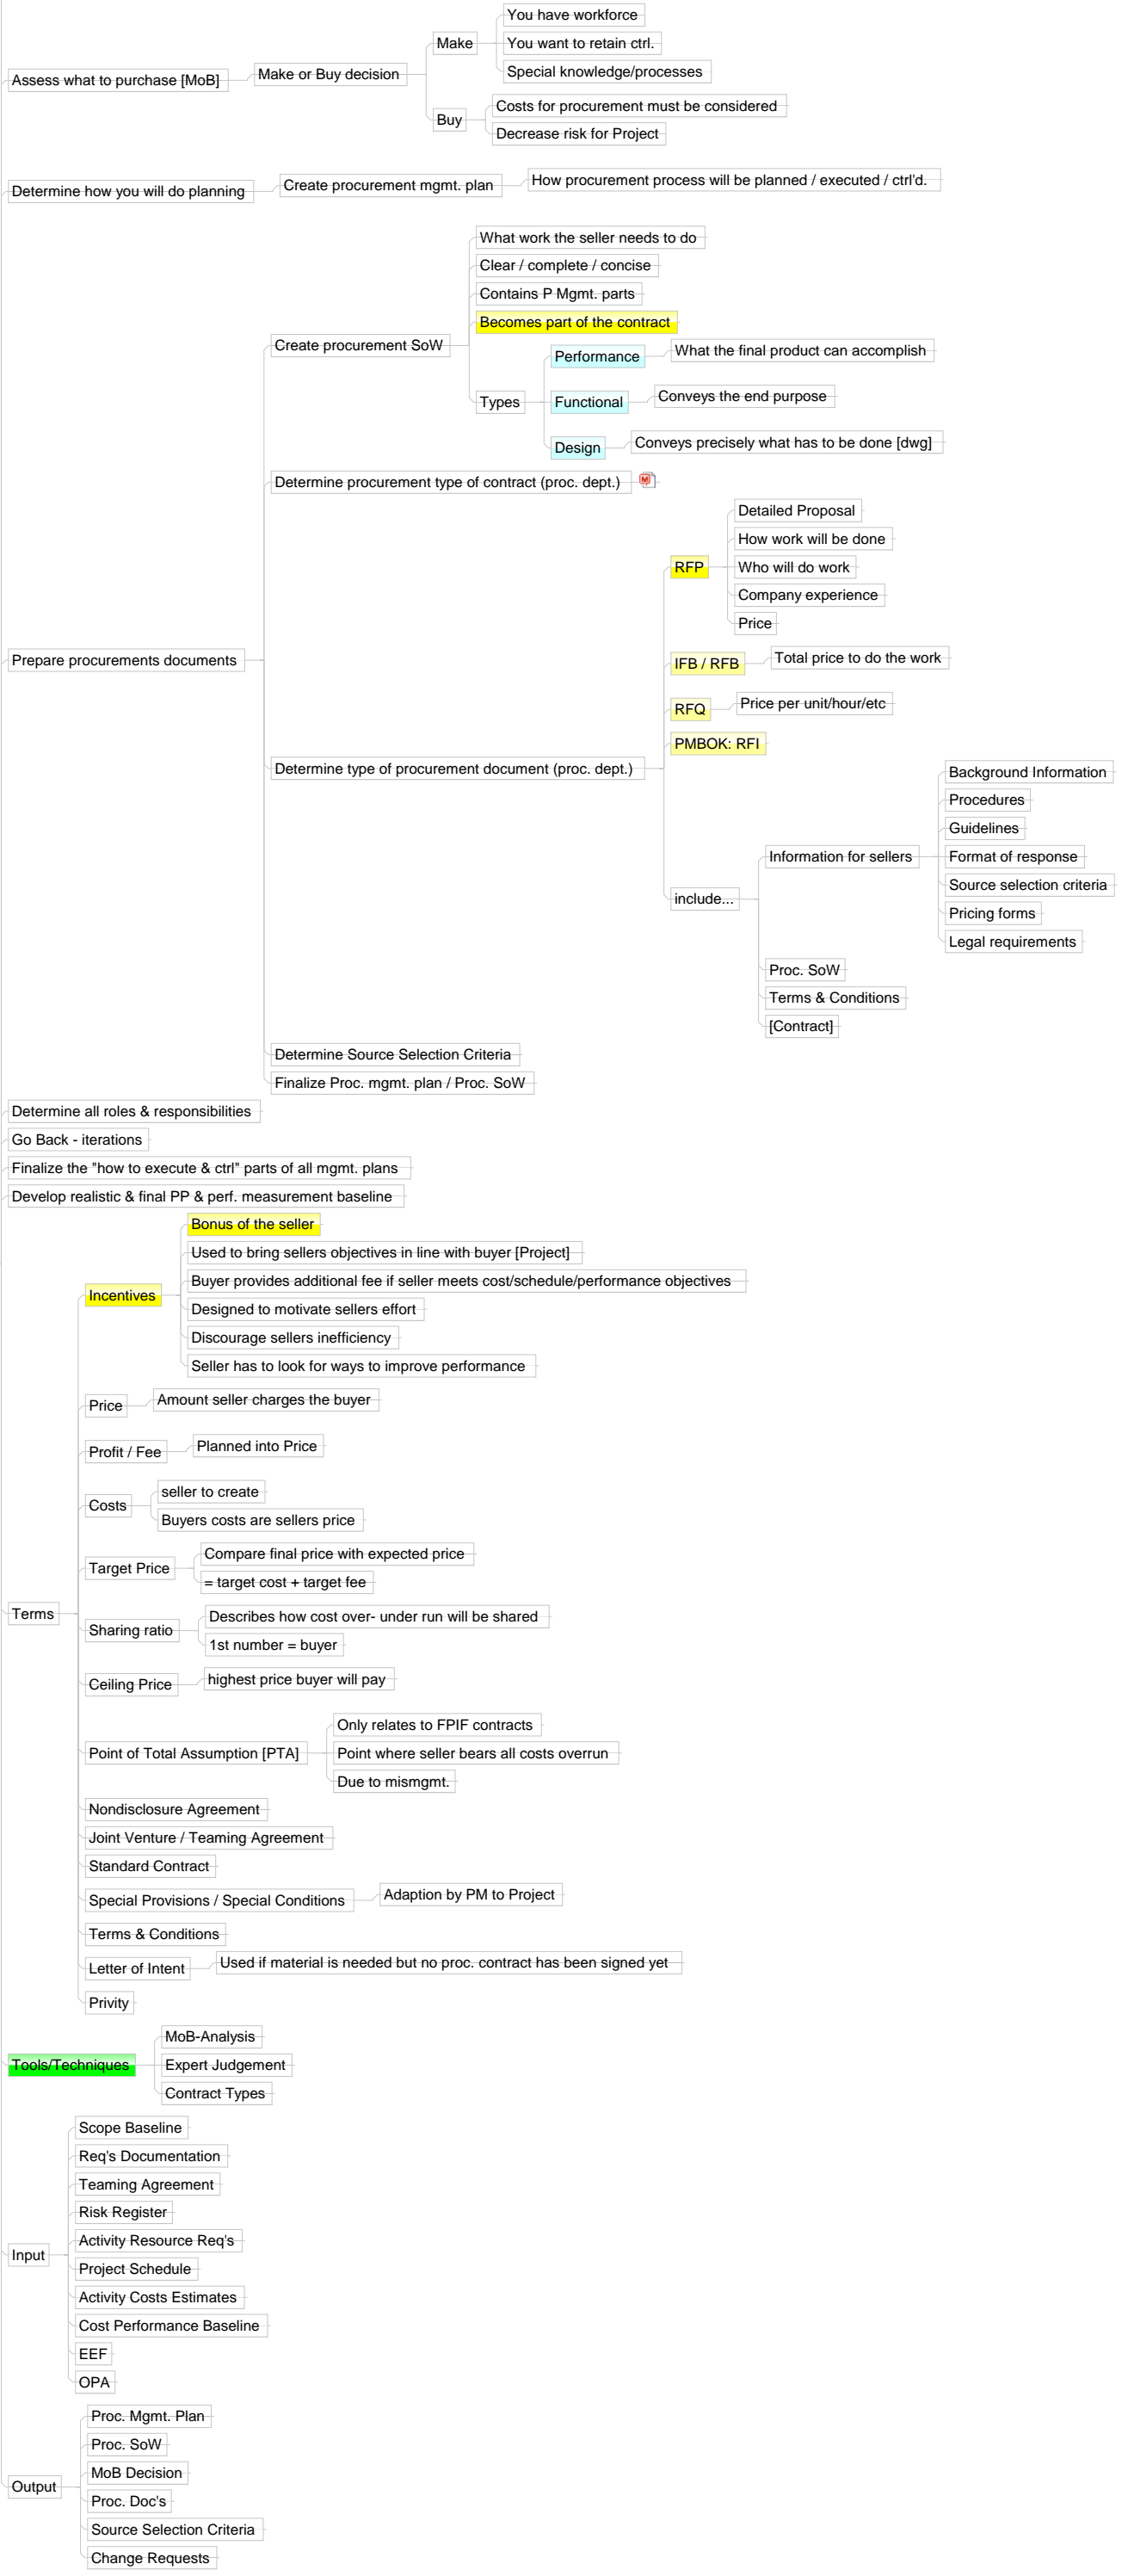 You have workforce
Make
You want to retain ctrl.
Special knowledge/processes
Assess what to purchase [MoB]
Make or Buy decision
Costs for procurement must be considered
Buy
Decrease risk for Project
Determine how you will do planning
Create procurement mgmt. plan
How procurement process will be planned / executed / ctrl'd.
What work the seller needs to do
Clear / complete / concise
Contains P Mgmt. parts
Becomes part of the contract
Create procurement SoW
Performance
What the final product can accomplish
Types
Functional
Conveys the end purpose
Design
Conveys precisely what has to be done [dwg]
Determine procurement type of contract (proc. dept.)
Detailed Proposal
How work will be done
RFP
Who will do work
Company experience
Price
Prepare procurements documents
IFB / RFB
Total price to do the work
RFQ
Price per unit/hour/etc
PMBOK: RFI
Determine type of procurement document (proc. dept.)
Background Information
Procedures
Guidelines
Information for sellers
Format of response
Source selection criteria
include...
Pricing forms
Legal requirements
Proc. SoW
Terms & Conditions
[Contract]
Determine Source Selection Criteria
Finalize Proc. mgmt. plan / Proc. SoW
Determine all roles & responsibilities
Go Back - iterations
Finalize the "how to execute & ctrl" parts of all mgmt. plans
Develop realistic & final PP & perf. measurement baseline
Bonus of the seller
Used to bring sellers objectives in line with buyer [Project]
Buyer provides additional fee if seller meets cost/schedule/performance objectives
Incentives
Designed to motivate sellers effort
Discourage sellers inefficiency
Seller has to look for ways to improve performance
Price
Amount seller charges the buyer
Profit / Fee
Planned into Price
Costs
seller to create
Buyers costs are sellers price
Target Price
Compare final price with expected price
= target cost + target fee
Terms
Sharing ratio
Describes how cost over- under run will be shared
1st number = buyer
Ceiling Price
highest price buyer will pay
Point of Total Assumption [PTA]
Only relates to FPIF contracts
Point where seller bears all costs overrun
Due to mismgmt.
Nondisclosure Agreement
Joint Venture / Teaming Agreement
Standard Contract
Special Provisions / Special Conditions
Adaption by PM to Project
Terms & Conditions
Letter of Intent
Used if material is needed but no proc. contract has been signed yet
Privity
Tools/Techniques
MoB-Analysis
Expert Judgement
Contract Types
Input
Scope Baseline
Req's Documentation
Teaming Agreement
Risk Register
Activity Resource Req's
Project Schedule
Activity Costs Estimates
Cost Performance Baseline
EEF
OPA
Output
Proc. Mgmt. Plan
Proc. SoW
MoB Decision
Proc. Doc's
Source Selection Criteria
Change Requests